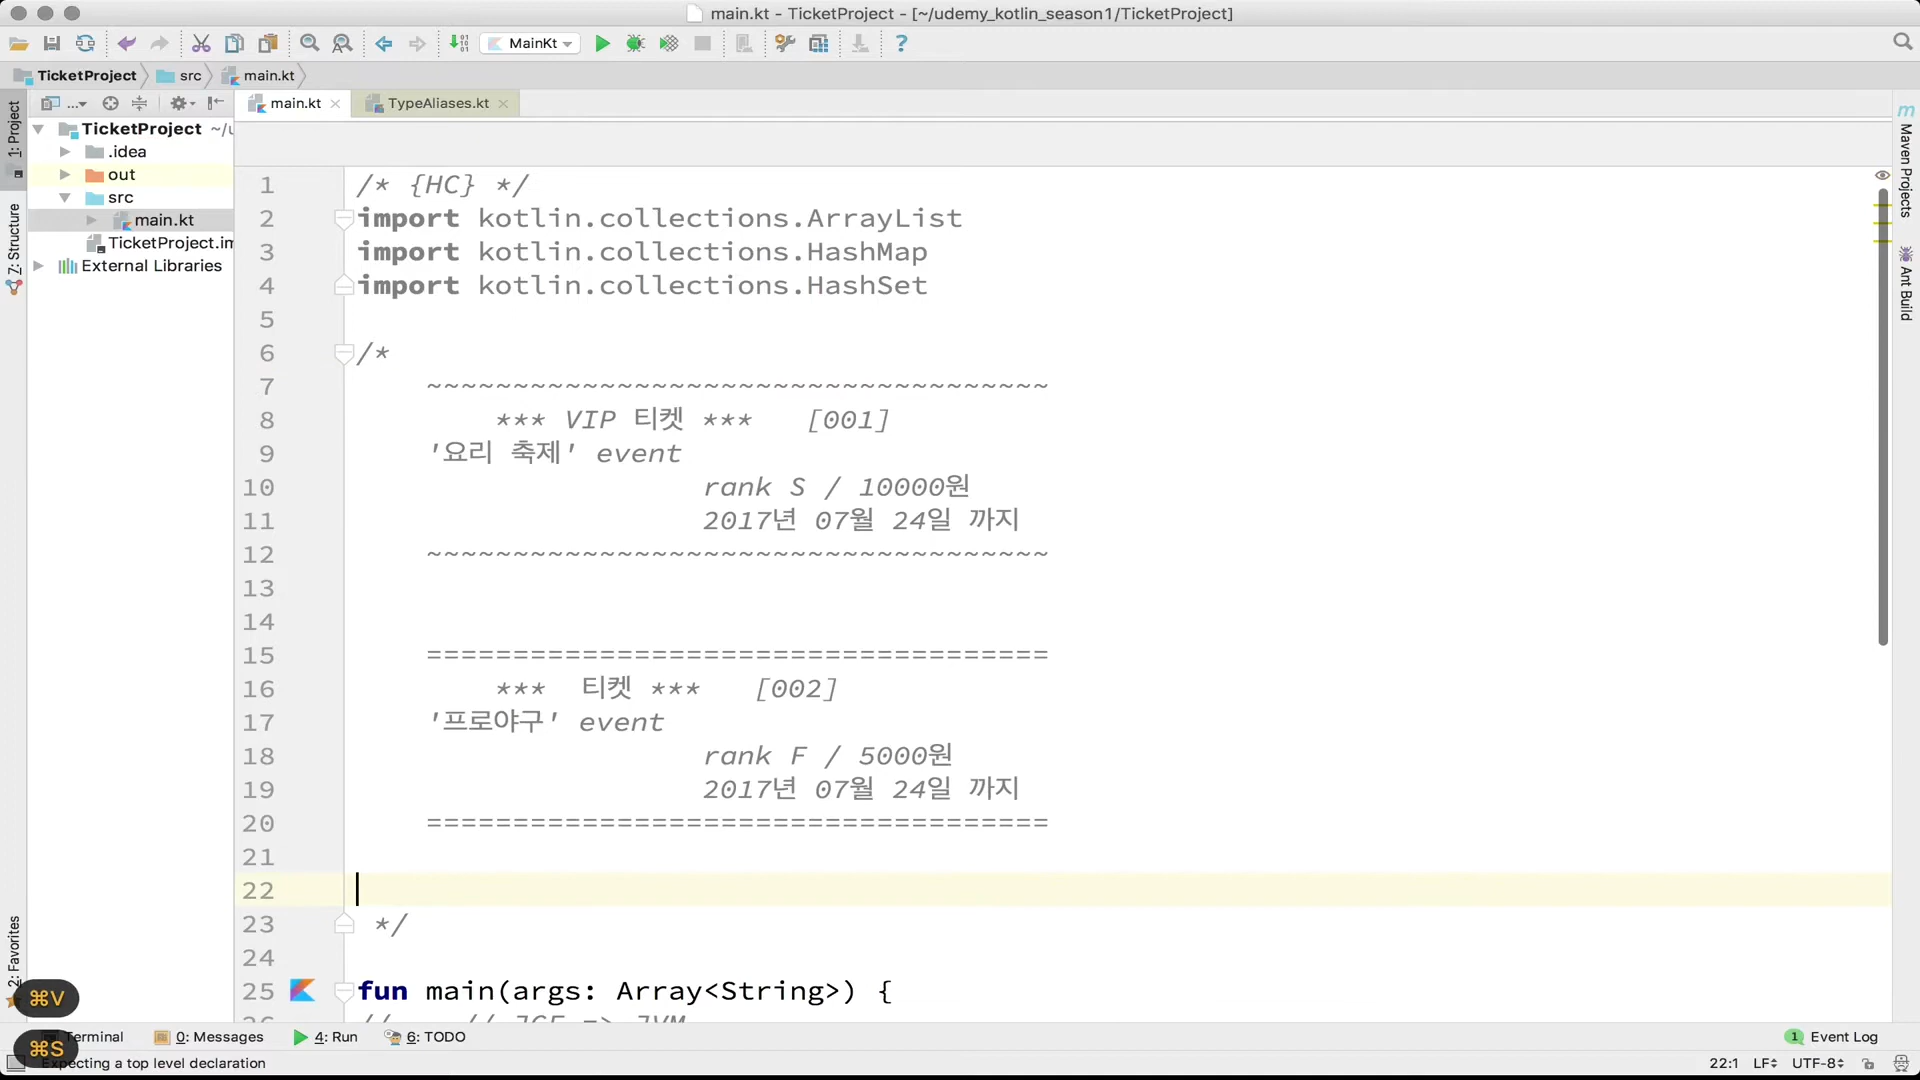 main.kt - TicketProject - [~/udemy_kotlin_season1/TicketProject]
MainKt
TicketProject src main.kt
1: Project
...
main.kt
TypeAliases.kt
TicketProject ~/u
.idea
out
src
main.kt
TicketProject.im
External Libraries
Z: Structure
2: Favorites
Maven Projects
Ant Build
1 /* {HC} */
2 import kotlin.collections.ArrayList
3 import kotlin.collections.HashMap
4 import kotlin.collections.HashSet
5
6 /*
7 ~~~~~~~~~~~~~~~~~~~~~~~~~~~~~~~~~~~~
8 *** VIP 티켓 *** [001]
9 '요리 축제' event
10 rank S / 10000원
11 2017년 07월 24일 까지
12 ~~~~~~~~~~~~~~~~~~~~~~~~~~~~~~~~~~~~
13
14
15 ====================================
16 *** 티켓 *** [002]
17 '프로야구' event
18 rank F / 5000원
19 2017년 07월 24일 까지
20 ====================================
21
22
23 */
24
25 fun main(args: Array<String>) {
⌘V
⌘S
Terminal 0: Messages 4: Run 6: TODO 1 Event Log
Expecting a top level declaration 22:1 LF UTF-8